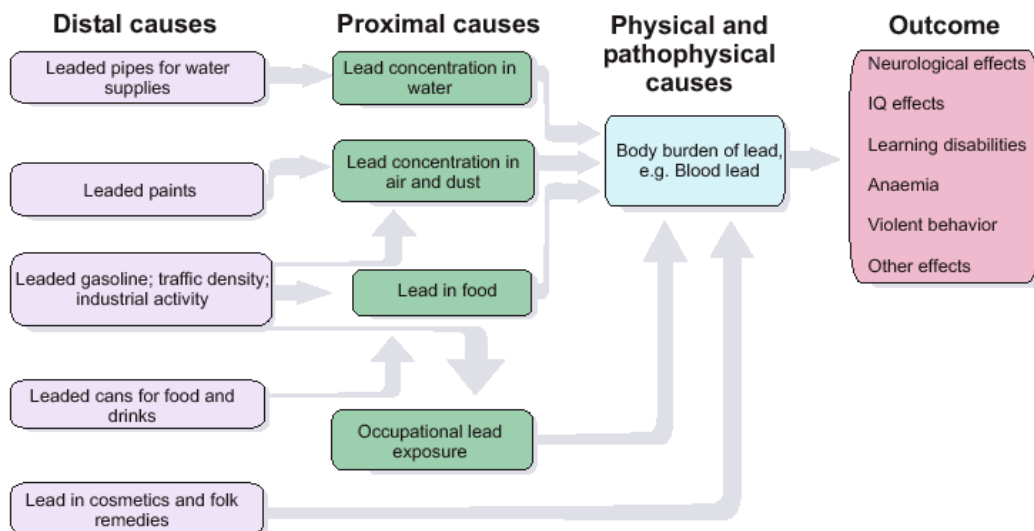 Distal causes
Leaded pipes for water
supplies
Leaded paints
Leaded gasoline; traffic density;
industrial activity
Leaded cans for food and
drinks
Lead in cosmetics and folk
remedies
Proximal causes
Lead concentration in
water
Lead concentration in
air and dust
Lead in food
Occupational lead
exposure
Physical and
pathophysical
causes
Body burden of lead,
e.g. Blood lead
Outcome
Neurological effects
IQ effects
Learning disabilities
Anaemia
Violent behavior
Other effects